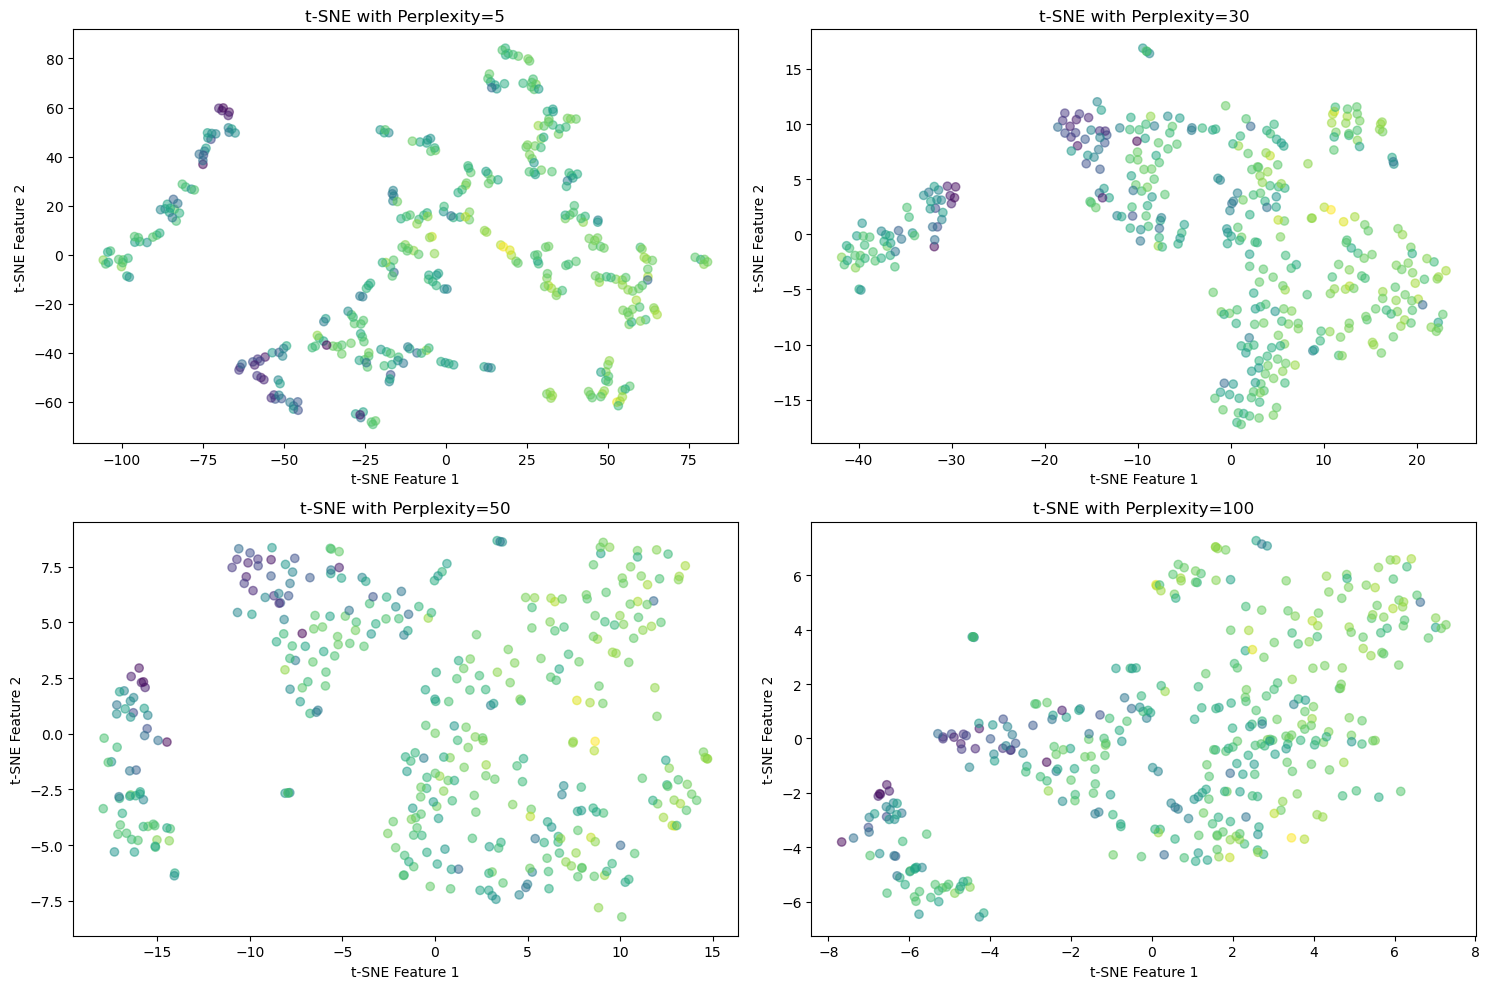 t-SNE with Perplexity=5
80
60
40
20
0
−20
−40
−60
t-SNE Feature 2
−100 −75 −50 −25 0 25 50 75
t-SNE Feature 1
t-SNE with Perplexity=30
15
10
5
0
−5
−10
−15
t-SNE Feature 2
−40 −30 −20 −10 0 10 20
t-SNE Feature 1
t-SNE with Perplexity=50
7.5
5.0
2.5
0.0
−2.5
−5.0
−7.5
t-SNE Feature 2
−15 −10 −5 0 5 10 15
t-SNE Feature 1
t-SNE with Perplexity=100
6
4
2
0
−2
−4
−6
t-SNE Feature 2
−8 −6 −4 −2 0 2 4 6 8
t-SNE Feature 1